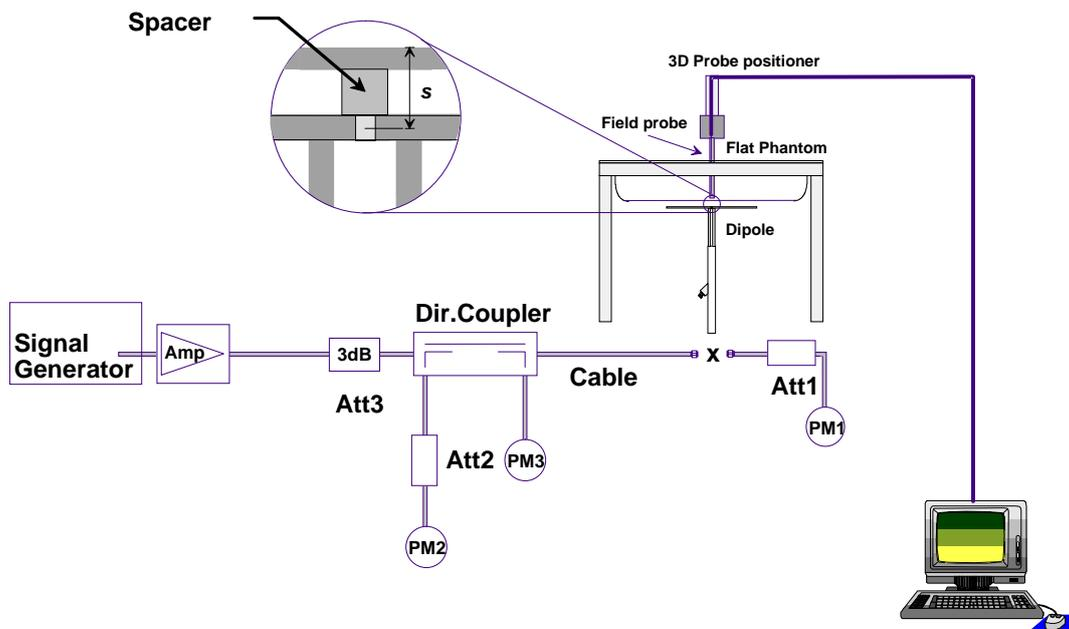 Spacer
s
3D Probe positioner
Field probe
Flat Phantom
Dipole
Dir.Coupler
Signal
Generator
Amp
3dB
Att3
Cable
x
Att1
PM1
Att2
PM3
PM2